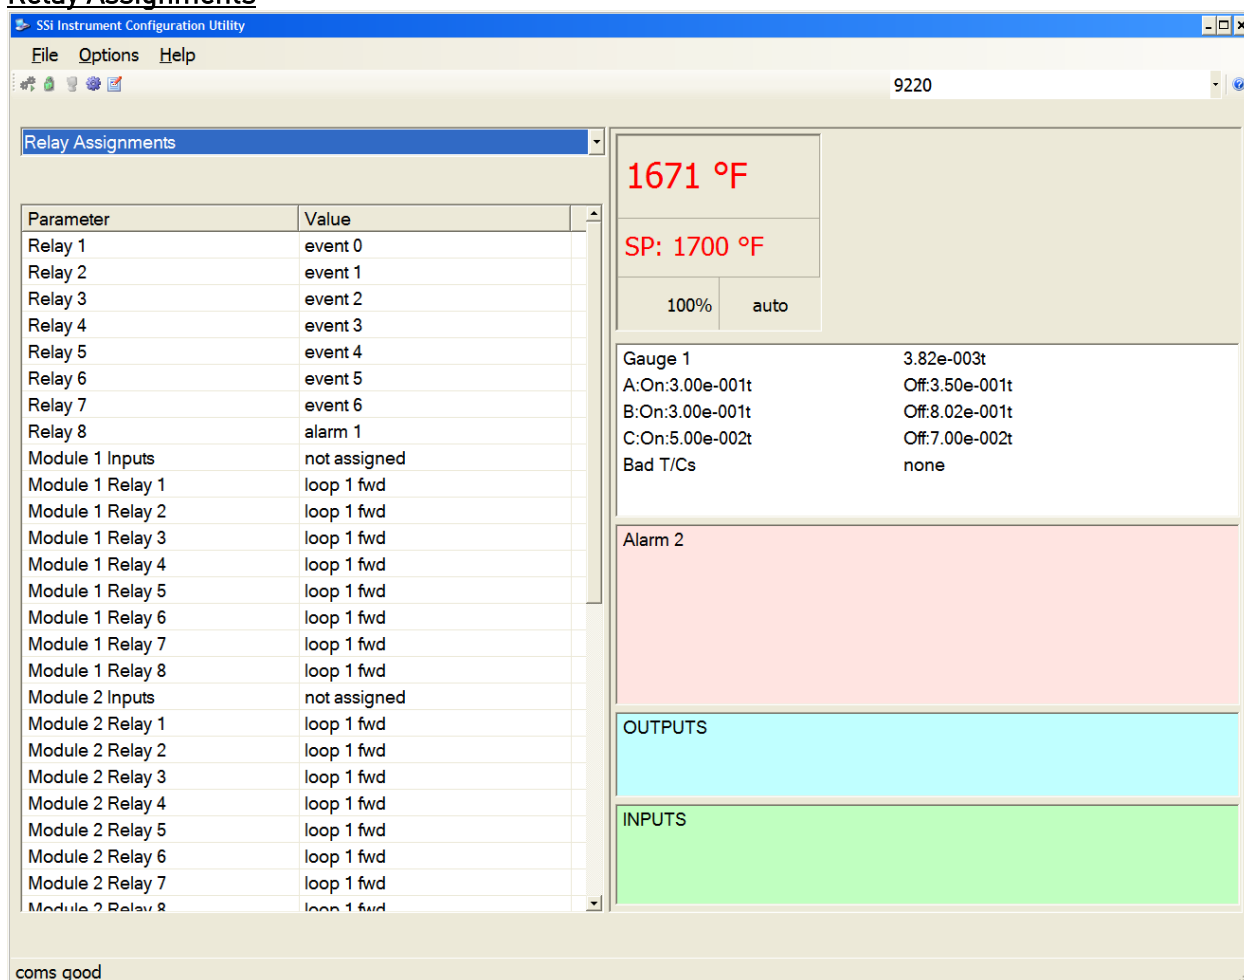 Relay Assignments
SSi Instrument Configuration Utility
File Options Help
9220
Relay Assignments
Parameter Value
Relay 1 event 0
Relay 2 event 1
Relay 3 event 2
Relay 4 event 3
Relay 5 event 4
Relay 6 event 5
Relay 7 event 6
Relay 8 alarm 1
Module 1 Inputs not assigned
Module 1 Relay 1 loop 1 fwd
Module 1 Relay 2 loop 1 fwd
Module 1 Relay 3 loop 1 fwd
Module 1 Relay 4 loop 1 fwd
Module 1 Relay 5 loop 1 fwd
Module 1 Relay 6 loop 1 fwd
Module 1 Relay 7 loop 1 fwd
Module 1 Relay 8 loop 1 fwd
Module 2 Inputs not assigned
Module 2 Relay 1 loop 1 fwd
Module 2 Relay 2 loop 1 fwd
Module 2 Relay 3 loop 1 fwd
Module 2 Relay 4 loop 1 fwd
Module 2 Relay 5 loop 1 fwd
Module 2 Relay 6 loop 1 fwd
Module 2 Relay 7 loop 1 fwd
Module 2 Relay 8 loop 1 fwd
1671 °F
SP: 1700 °F
100% auto
Gauge 1 3.82e-003t
A:On:3.00e-001t Off:3.50e-001t
B:On:3.00e-001t Off:8.02e-001t
C:On:5.00e-002t Off:7.00e-002t
Bad T/Cs none
Alarm 2
OUTPUTS
INPUTS
coms good